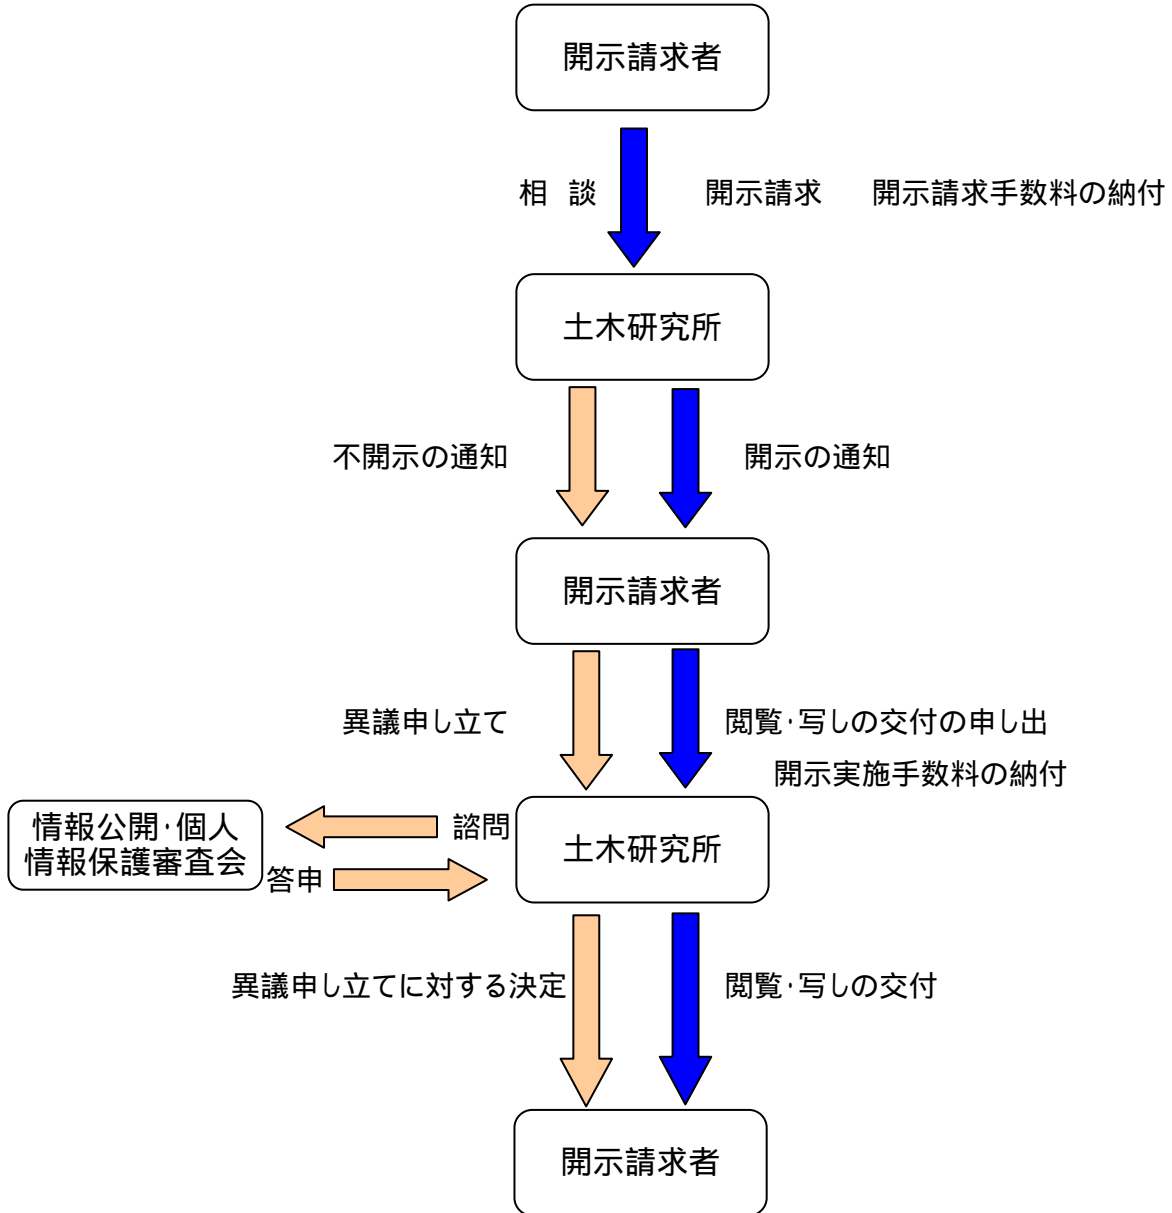 開示請求者
相 談 開示請求 開示請求手数料の納付
土木研究所
不開示の通知
開示の通知
開示請求者
異議申し立て
閲覧・写しの交付の申し出
開示実施手数料の納付
情報公開・個人
情報保護審査会
諮問
答申
土木研究所
異議申し立てに対する決定
閲覧・写しの交付
開示請求者